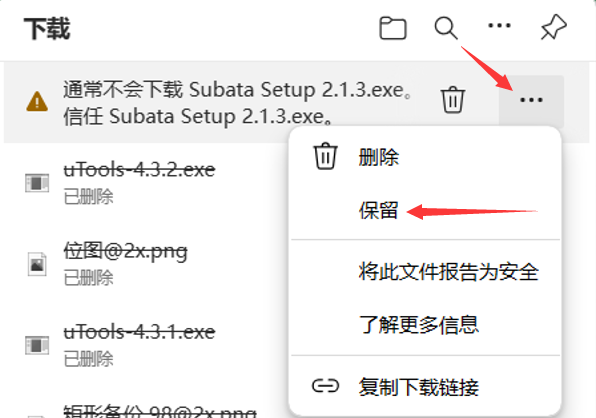 下载
通常不会下载 Subata Setup 2.1.3.exe。
信任 Subata Setup 2.1.3.exe。
删除
保留
将此文件报告为安全
了解更多信息
复制下载链接
uTools-4.3.2.exe
已删除
位图@2x.png
已删除
uTools-4.3.1.exe
已删除
矩形备份 98@2x.png